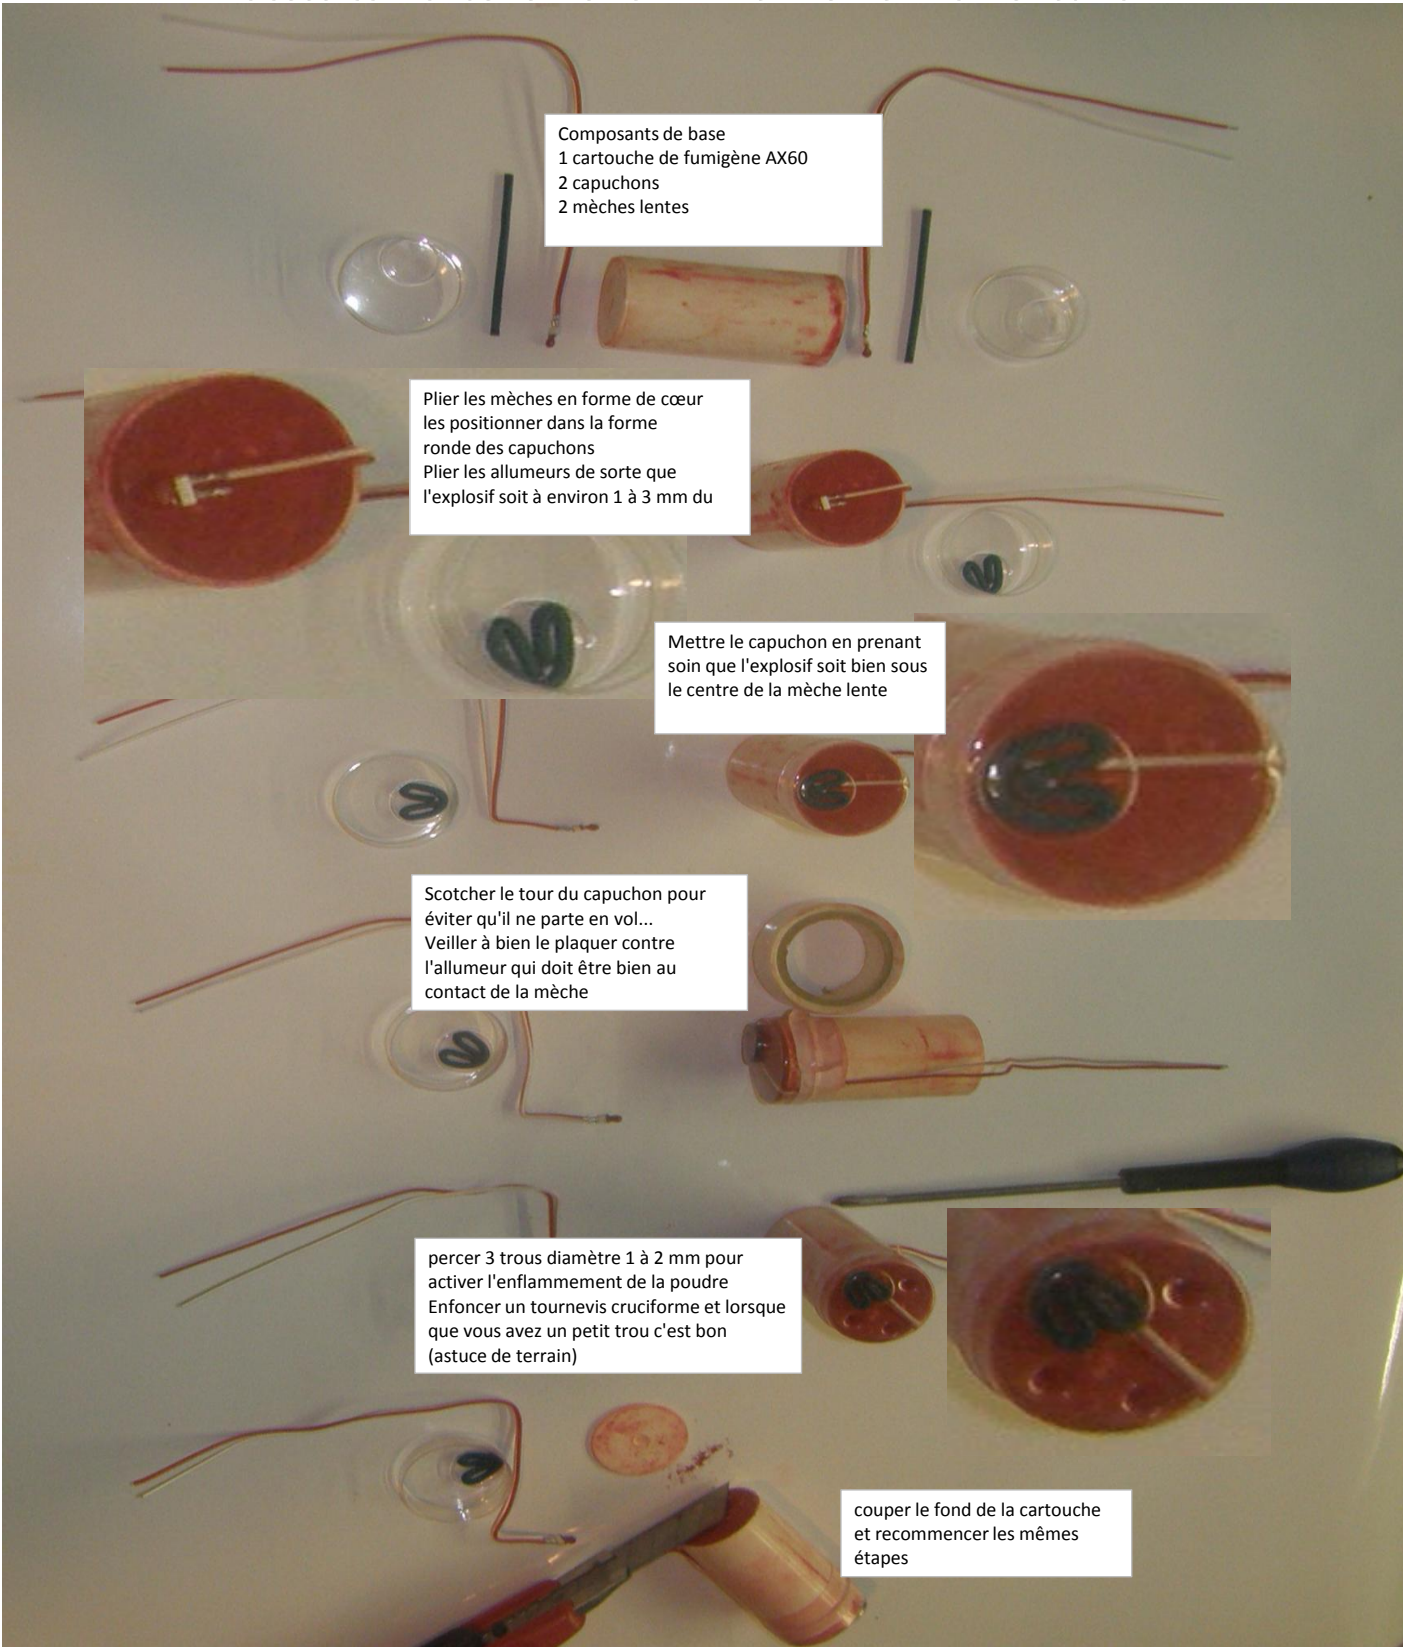 Composants de base
1 cartouche de fumigène AX60
2 capuchons
2 mèches lentes
Plier les mèches en forme de cœur
les positionner dans la forme
ronde des capuchons
Plier les allumeurs de sorte que
l'explosif soit à environ 1 à 3 mm du
Mettre le capuchon en prenant
soin que l'explosif soit bien sous
le centre de la mèche lente
Scotcher le tour du capuchon pour
éviter qu'il ne parte en vol...
Veiller à bien le plaquer contre
l'allumeur qui doit être bien au
contact de la mèche
percer 3 trous diamètre 1 à 2 mm pour
activer l'enflammement de la poudre
Enfoncer un tournevis cruciforme et lorsque
que vous avez un petit trou c'est bon
(astuce de terrain)
couper le fond de la cartouche
et recommencer les mêmes
étapes